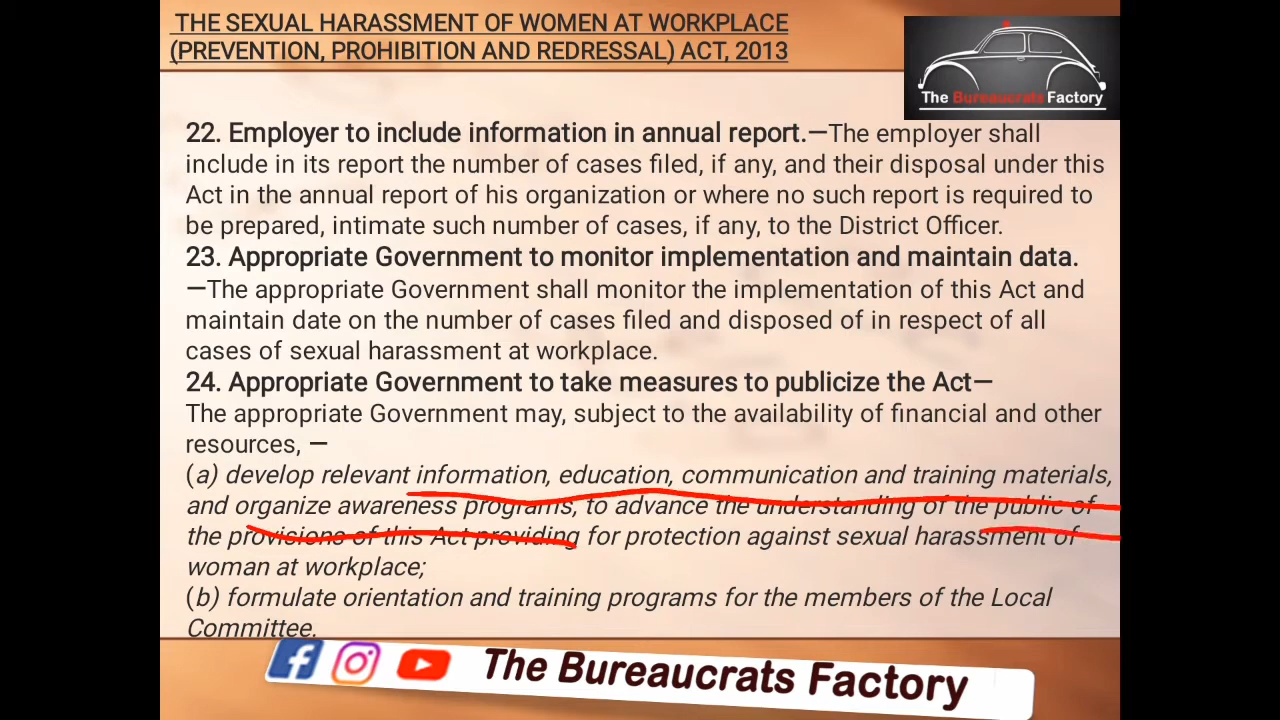 THE SEXUAL HARASSMENT OF WOMEN AT WORKPLACE
(PREVENTION, PROHIBITION AND REDRESSAL) ACT, 2013
The Bureaucrats Factory
22. Employer to include information in annual report.—The employer shall
include in its report the number of cases filed, if any, and their disposal under this
Act in the annual report of his organization or where no such report is required to
be prepared, intimate such number of cases, if any, to the District Officer.
23. Appropriate Government to monitor implementation and maintain data.
—The appropriate Government shall monitor the implementation of this Act and
maintain date on the number of cases filed and disposed of in respect of all
cases of sexual harassment at workplace.
24. Appropriate Government to take measures to publicize the Act—
The appropriate Government may, subject to the availability of financial and other
resources, —
(a) develop relevant information, education, communication and training materials,
and organize awareness programs, to advance the understanding of the public of
the provisions of this Act providing for protection against sexual harassment of
woman at workplace;
(b) formulate orientation and training programs for the members of the Local
Committee.
The Bureaucrats Factory